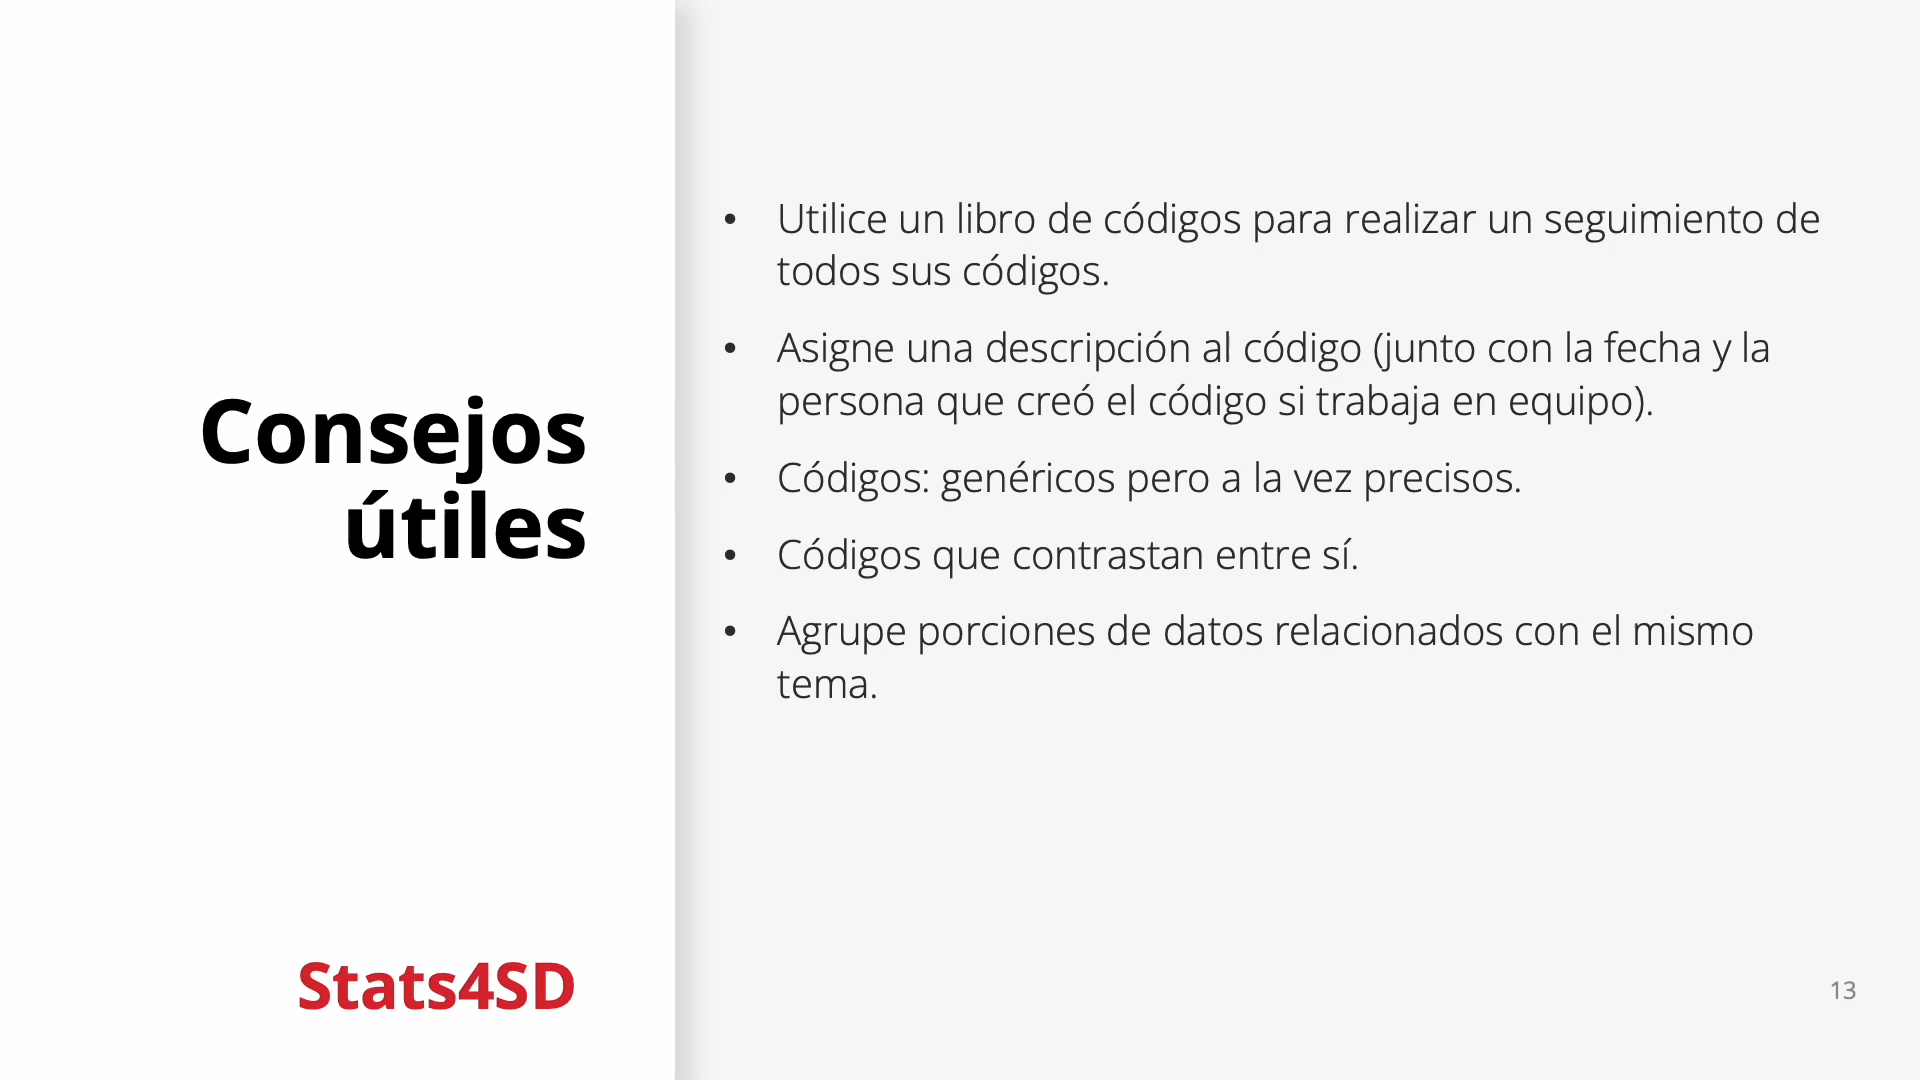 Consejos
útiles
• Utilice un libro de códigos para realizar un seguimiento de
todos sus códigos.
• Asigne una descripción al código (junto con la fecha y la
persona que creó el código si trabaja en equipo).
• Códigos: genéricos pero a la vez precisos.
• Códigos que contrastan entre sí.
• Agrupe porciones de datos relacionados con el mismo
tema.
Stats4SD
13